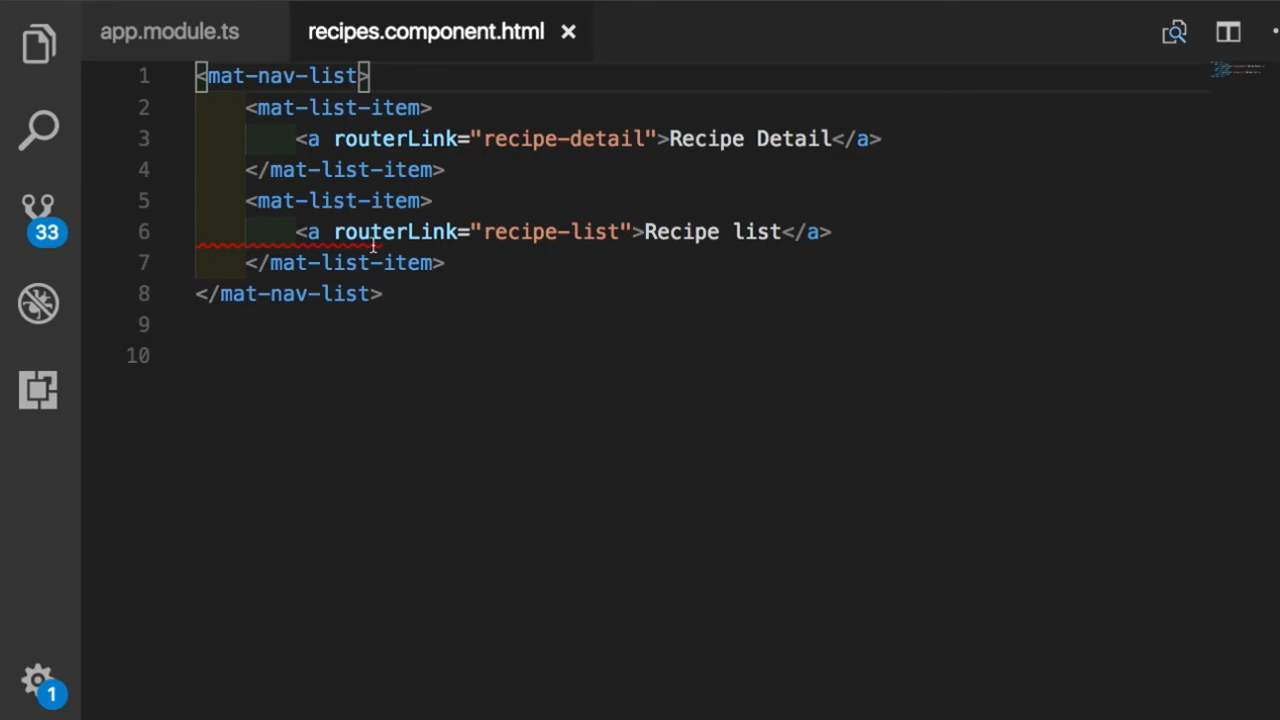 app.module.ts
recipes.component.html
1 <mat-nav-list>
2 <mat-list-item>
3 <a routerLink="recipe-detail">Recipe Detail</a>
4 </mat-list-item>
5 <mat-list-item>
6 <a routerLink="recipe-list">Recipe list</a>
7 </mat-list-item>
8 </mat-nav-list>
9
10
33
1